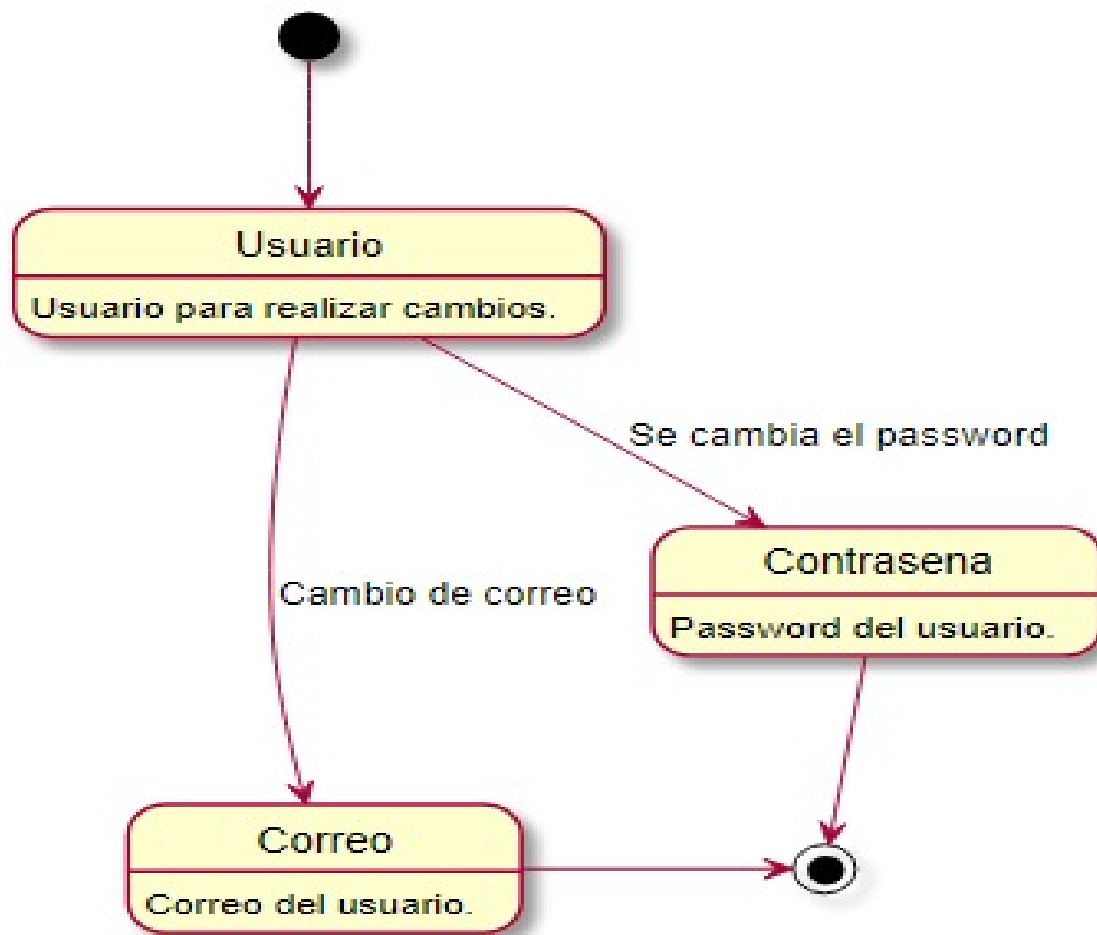 Usuario
Usuario para realizar cambios.
Se cambia el password
Contrasena
Password del usuario.
Cambio de correo
Correo
Correo del usuario.